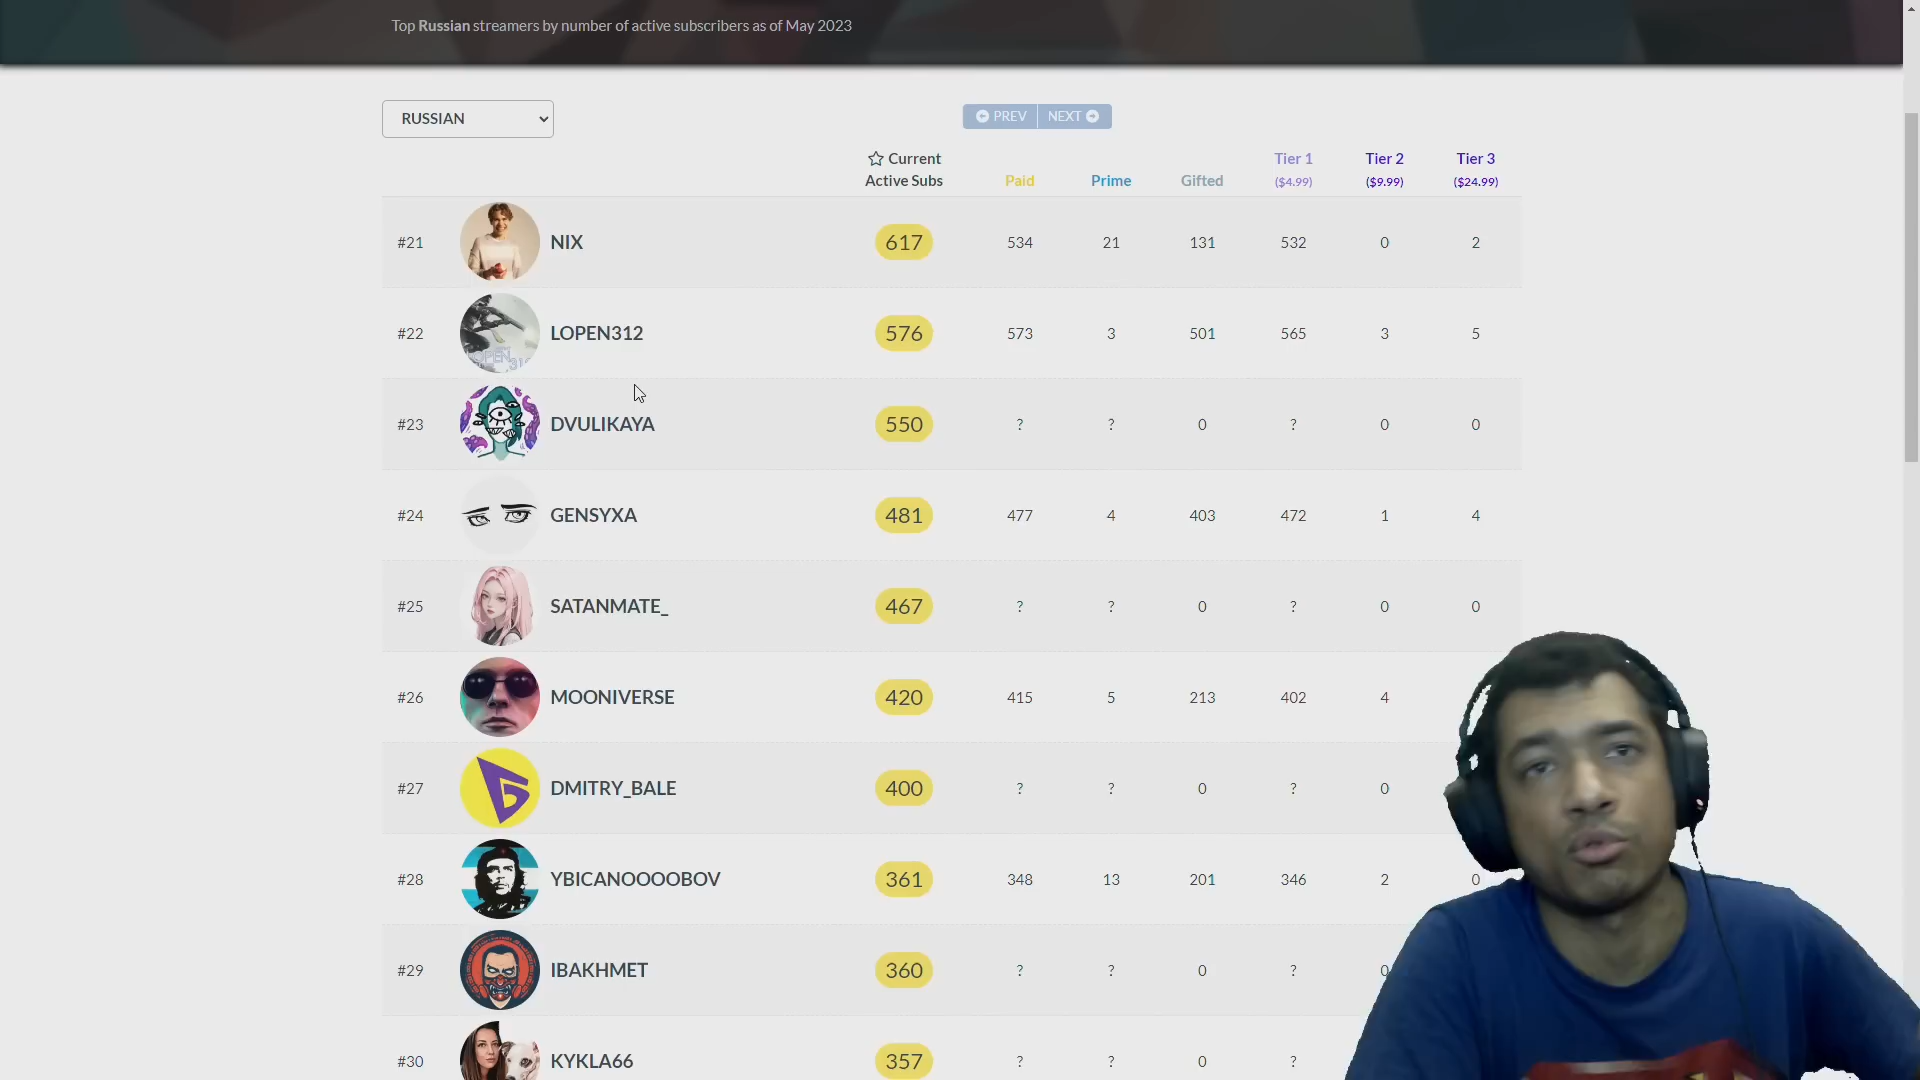 Top Russian streamers by number of active subscribers as of May 2023
RUSSIAN
PREV NEXT
Current Active Subs Paid Prime Gifted Tier 1 ($4.99) Tier 2 ($9.99) Tier 3 ($24.99)
#21 NIX 617 534 21 131 532 0 2
#22 LOPEN312 576 573 3 501 565 3 5
#23 DVULIKAYA 550 ? ? 0 ? 0 0
#24 GENSYXA 481 477 4 403 472 1 4
#25 SATANMATE_ 467 ? ? 0 ? 0 0
#26 MOONIVERSE 420 415 5 213 402 4
#27 DMITRY_BALE 400 ? ? 0 ? 0
#28 YBICANOOOOBOV 361 348 13 201 346 2 0
#29 IBAKHMET 360 ? ? 0 ? 0
#30 KYKLA66 357 ? ? 0 ?